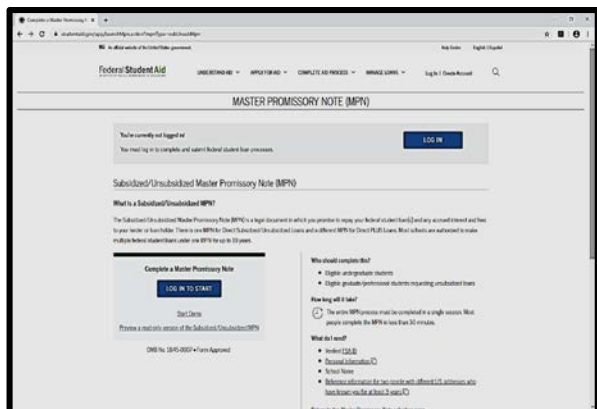 Complete a Master Promissory N
An official website of the United States government.
Help Center English | Español
Federal Student Aid
UNDERSTAND AID APPLY FOR AID COMPLETE AID PROCESS MANAGE LOANS Log In | Create Account
MASTER PROMISSORY NOTE (MPN)
You're currently not logged in!
You must log in to complete and submit federal student loan processes.
LOG IN
Subsidized/Unsubsidized Master Promissory Note (MPN)
What is a Subsidized/Unsubsidized MPN?
The Subsidized/Unsubsidized Master Promissory Note (MPN) is a legal document in which you promise to repay your federal student loan(s) and any accrued interest and fees
to your lender or loan holder. There is one MPN for Direct Subsidized/Unsubsidized Loans and a different MPN for Direct PLUS Loans. Most schools are authorized to make
multiple federal student loans under one MPN for up to 10 years.
Complete a Master Promissory Note
LOG IN TO START
Start Demo
Preview a read-only version of the Subsidized/Unsubsidized MPN
OMB No. 1845-0007 • Form Approved
Who should complete this?
Eligible undergraduate students
Eligible graduate/professional students requesting unsubsidized loans
How long will it take?
The entire MPN process must be completed in a single session. Most
people complete the MPN in less than 30 minutes.
What do I need?
Verified FSA ID
Personal Information
School Name
Reference information for two people with different U.S. addresses who
have known you for at least 3 years